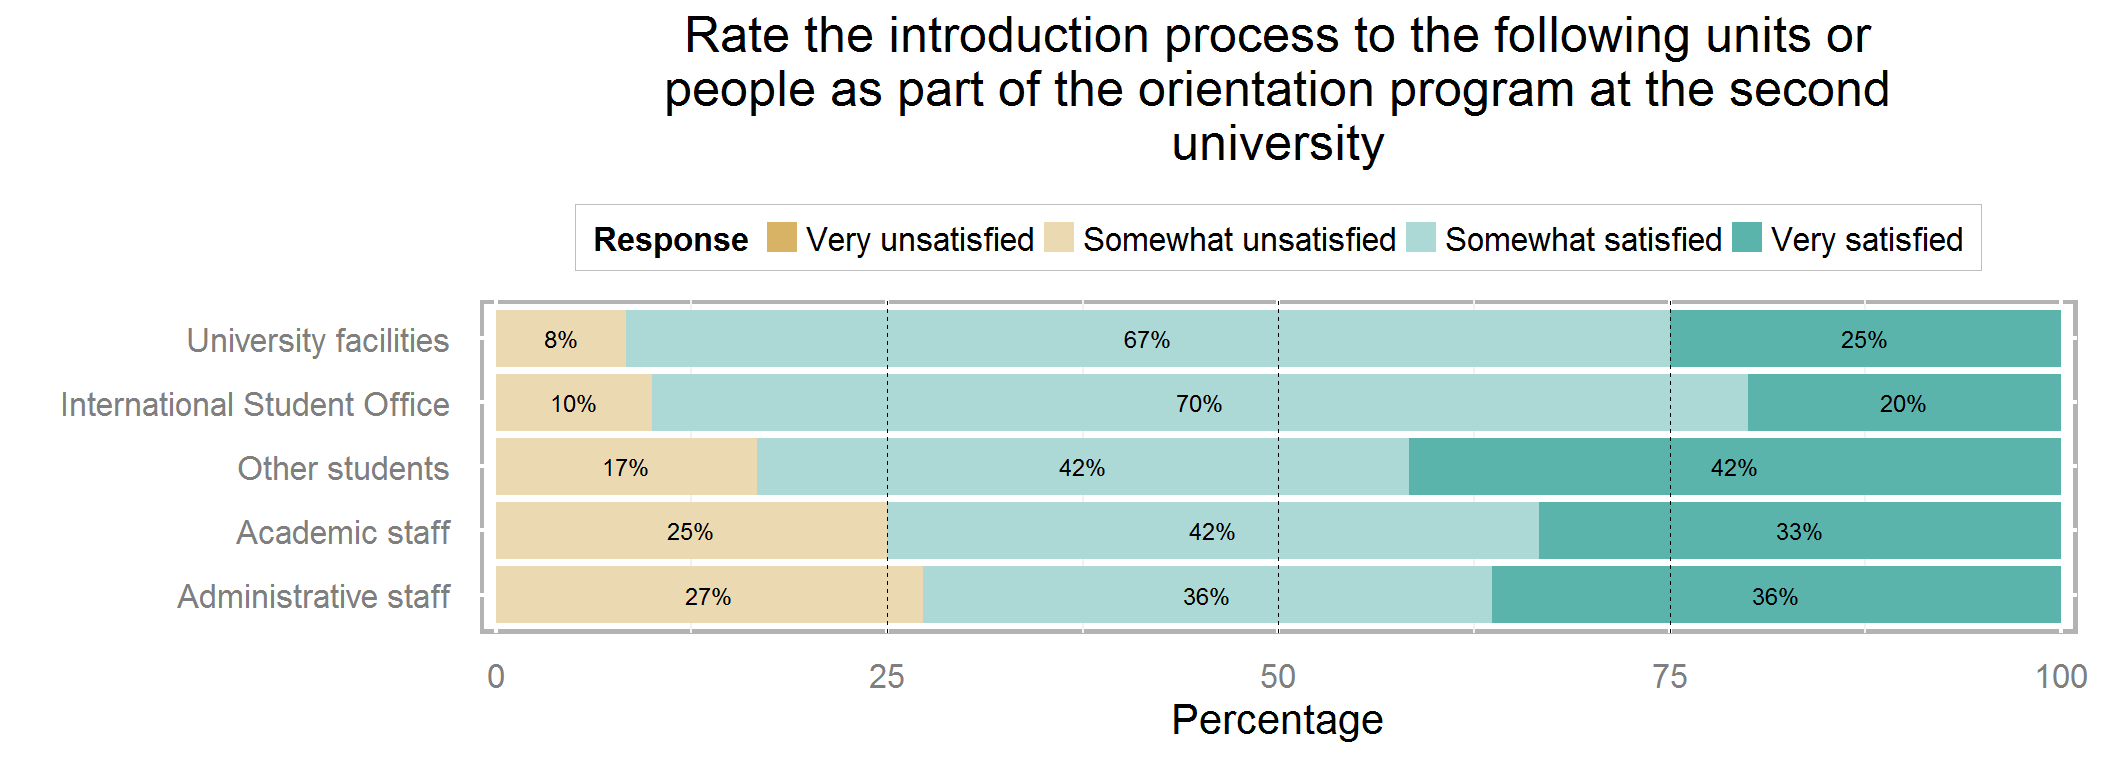 Rate the introduction process to the following units or
people as part of the orientation program at the second
university
Response Very unsatisfied Somewhat unsatisfied Somewhat satisfied Very satisfied
University facilities 8% 67% 25%
International Student Office 10% 70% 20%
Other students 17% 42% 42%
Academic staff 25% 42% 33%
Administrative staff 27% 36% 36%
0 25 50 75 100
Percentage